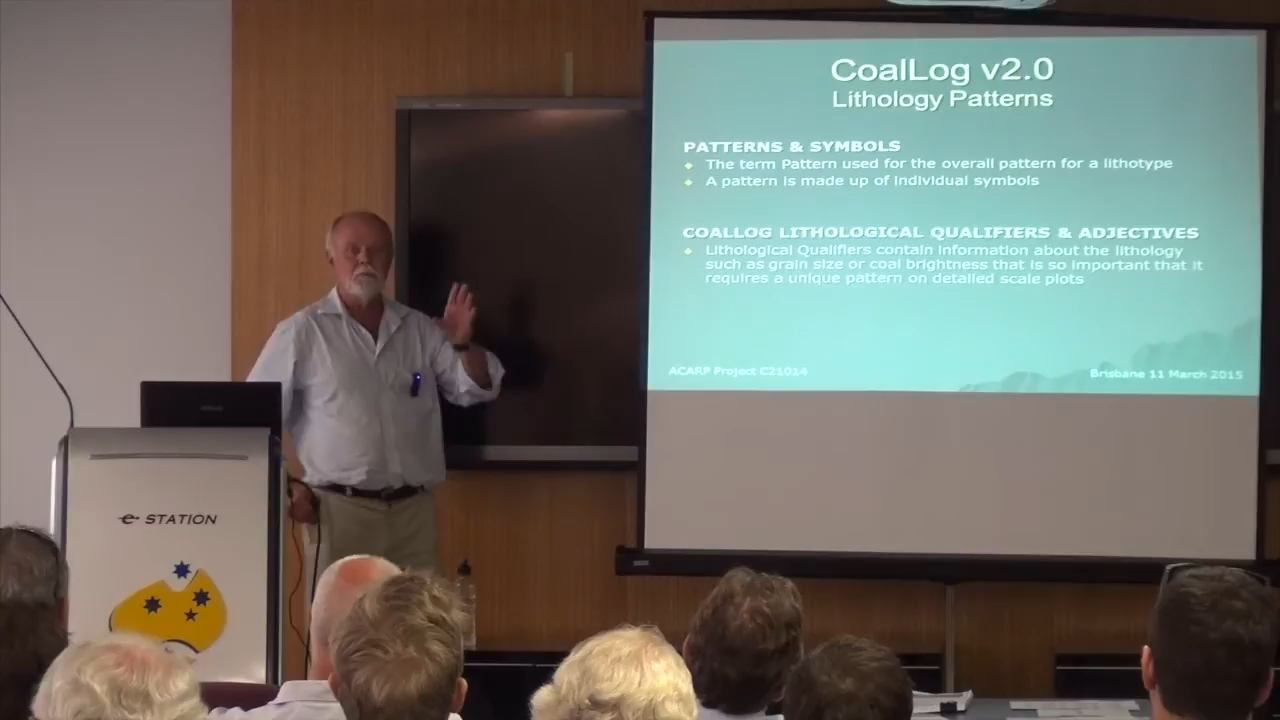 CoalLog v2.0
Lithology Patterns
PATTERNS & SYMBOLS
The term Pattern used for the overall pattern for a lithotype
A pattern is made up of individual symbols
COALLOG LITHOLOGICAL QUALIFIERS & ADJECTIVES
Lithological Qualifiers contain information about the lithology
such as grain size or coal brightness that is so important that it
requires a unique pattern on detailed scale plots
ACARP Project C21014
Brisbane 11 March 2015
e-STATION